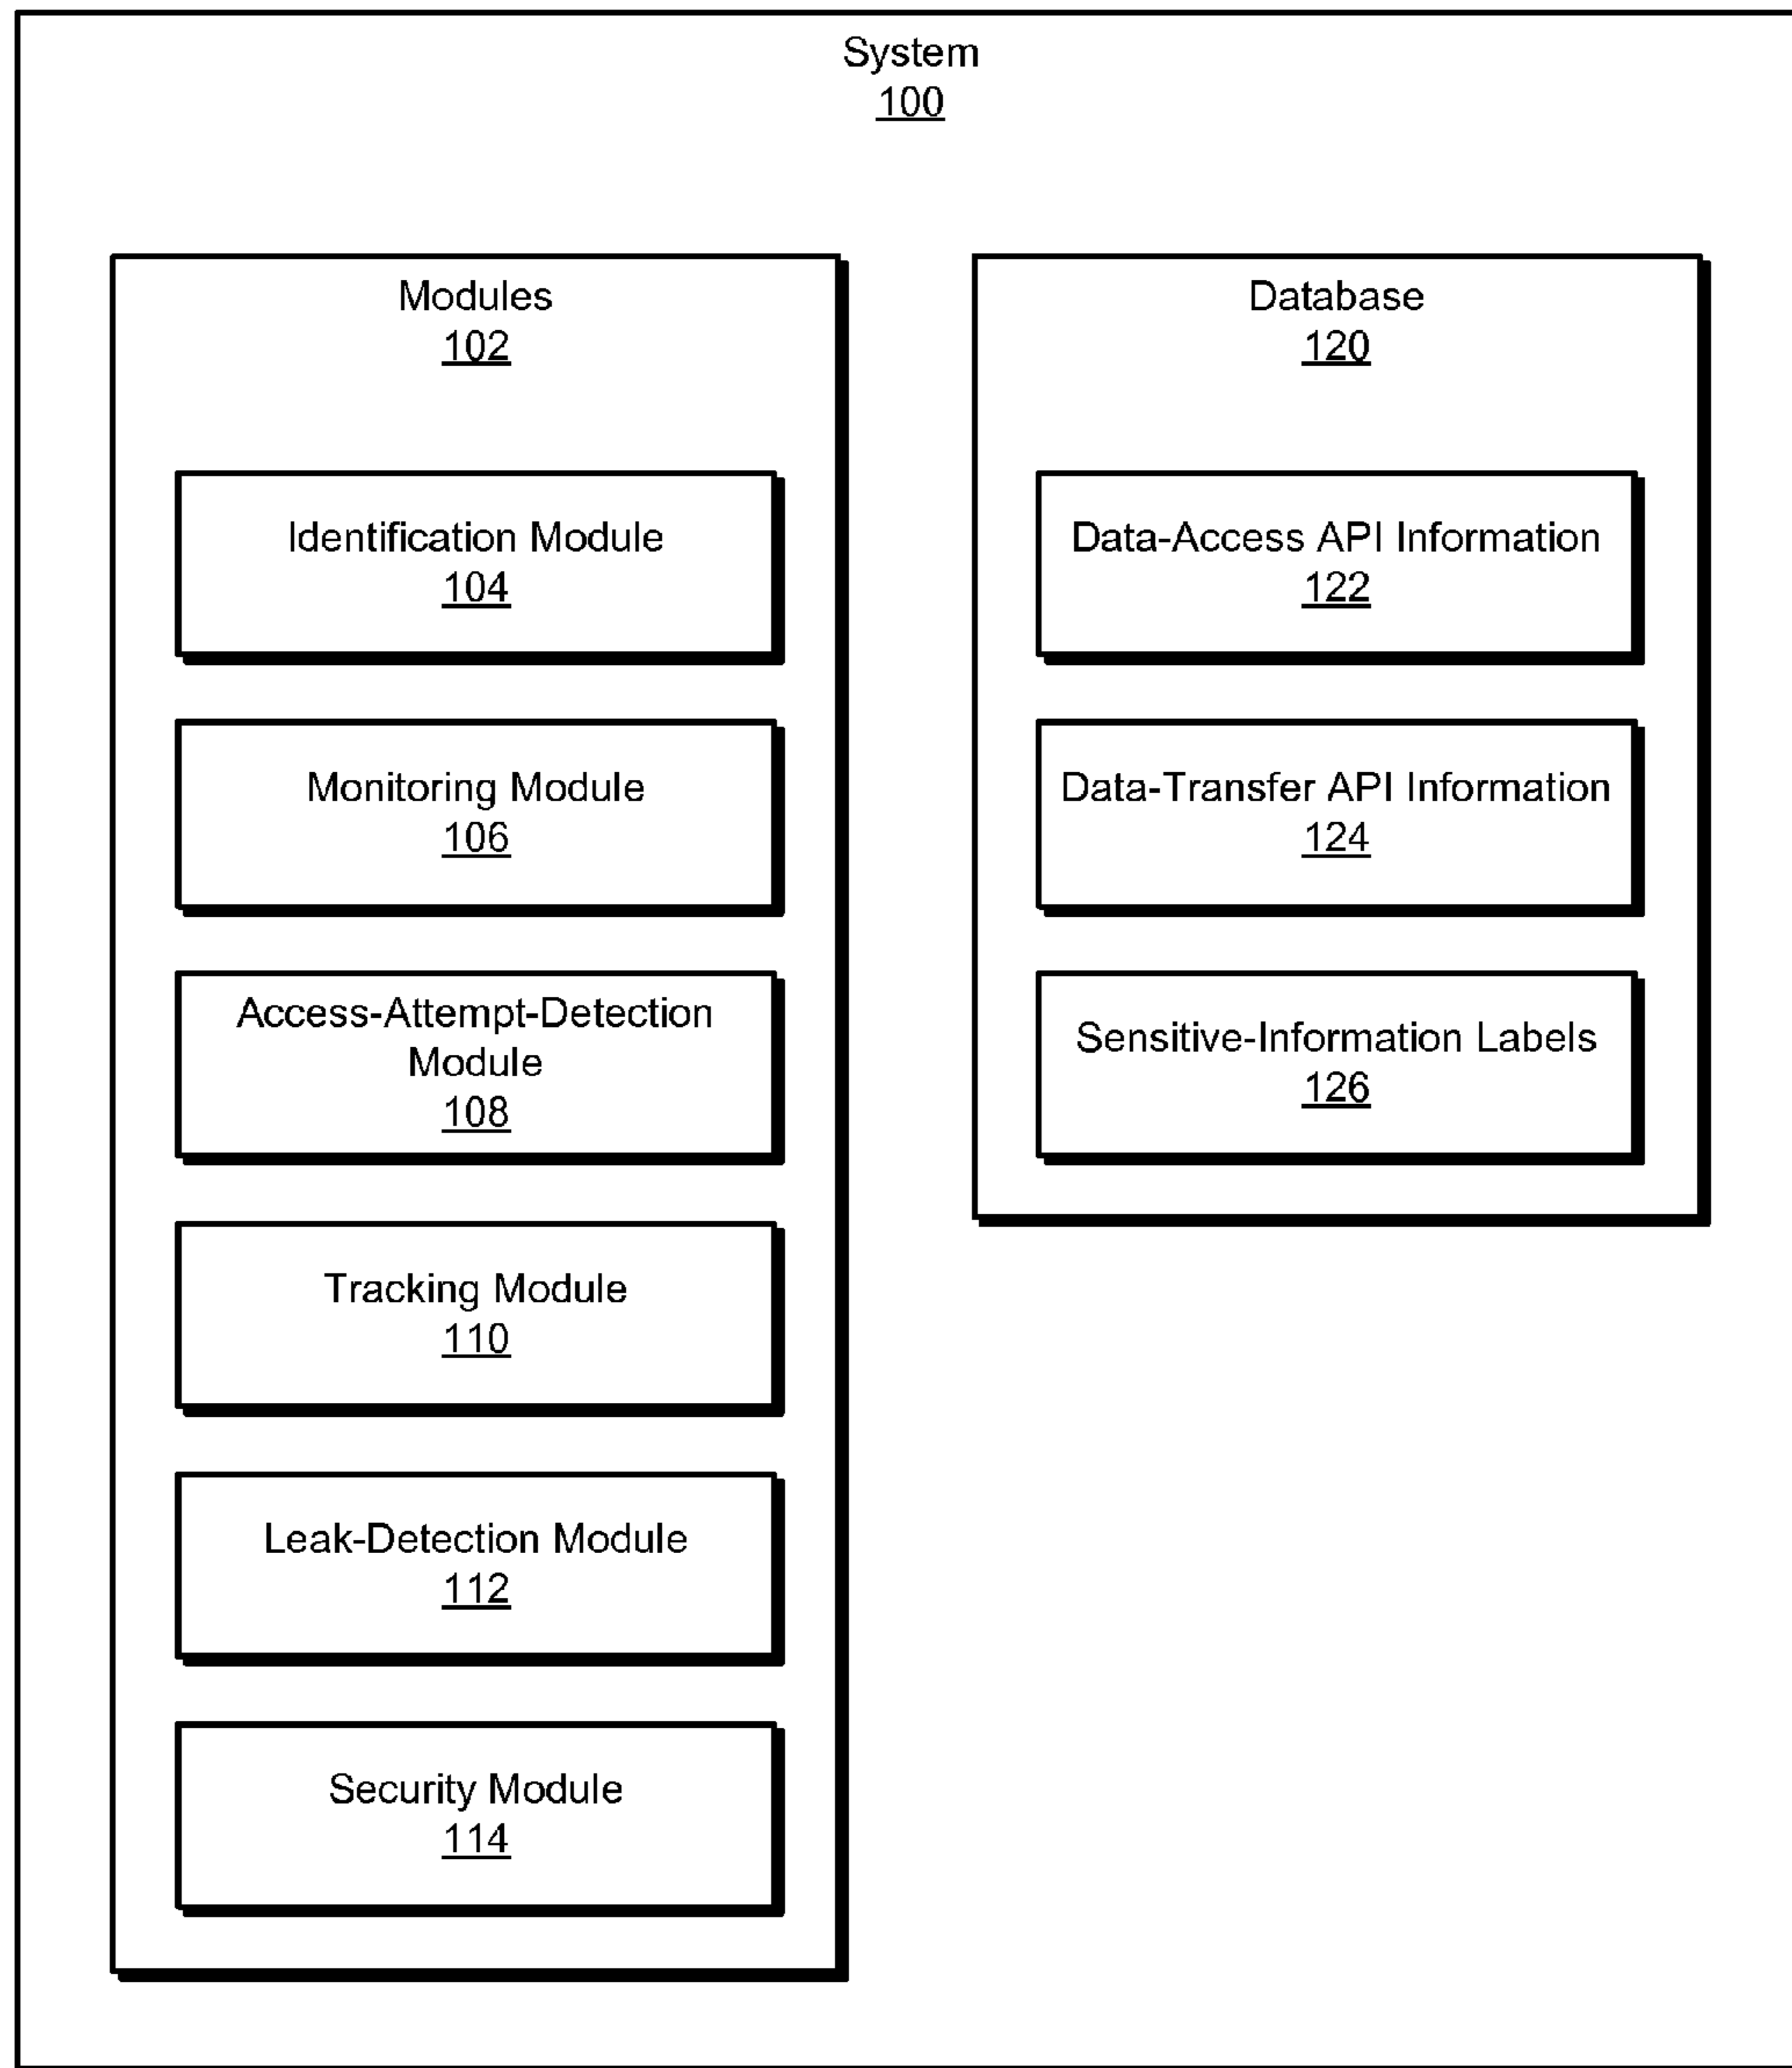 System
100
Modules
102
Identification Module
104
Monitoring Module
106
Access-Attempt-Detection
Module
108
Tracking Module
110
Leak-Detection Module
112
Security Module
114
Database
120
Data-Access API Information
122
Data-Transfer API Information
124
Sensitive-Information Labels
126